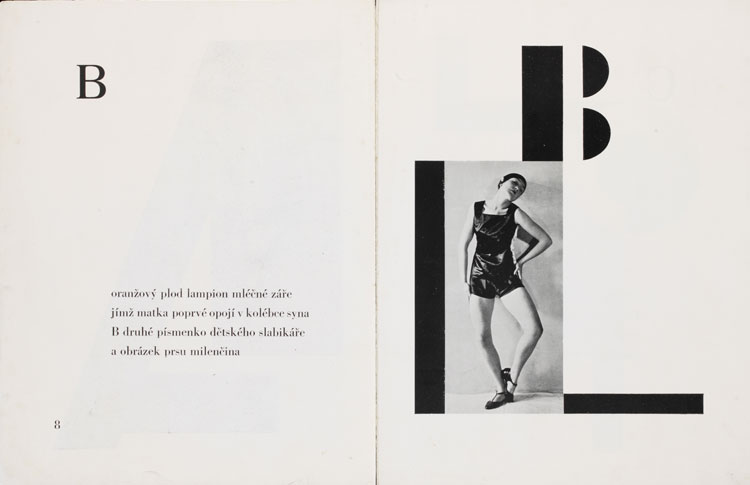 B
oranžový plod lampion mléčné záře
jímž matka poprvé opojí v kolébce syna
B druhé písmenko dětského slabikáře
a obrázek prsu milenčina
8
B